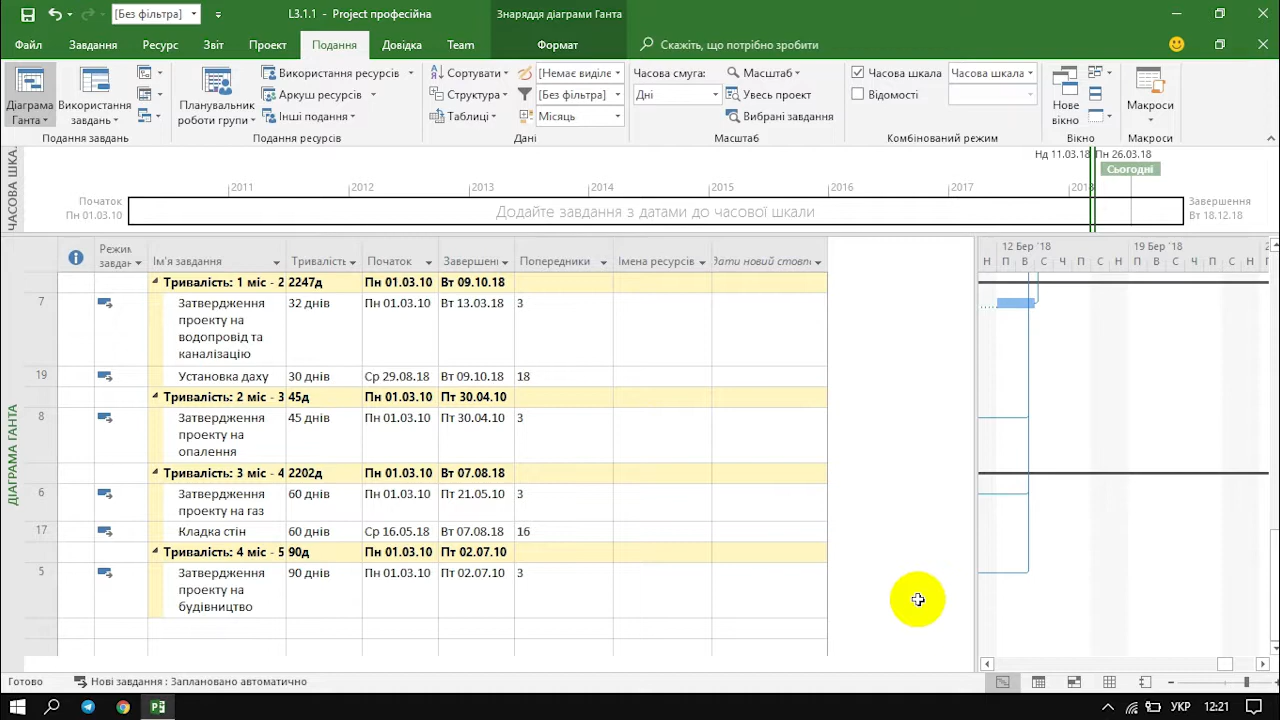 [Без фільтра]
L3.1.1 - Project професійна
Знаряддя діаграми Ганта
Файл
Завдання
Ресурс
Звіт
Проект
Подання
Довідка
Team
Формат
Скажіть, що потрібно зробити
Діаграма Ганта
Використання завдань
Подання завдань
Планувальник роботи групи
Використання ресурсів
Аркуш ресурсів
Інші подання
Подання ресурсів
Сортувати
Структура
Таблиці
[Немає виділе
[Без фільтра]
Місяць
Дані
Часова смуга:
Дні
Масштаб
Увесь проект
Вибрані завдання
Масштаб
Часова шкала
Часова шкала
Відомості
Комбінований режим
Нове вікно
Вікно
Макроси
Макроси
ЧАСОВА ШКА
Нд 11.03.18
Пн 26.03.18
Сьогодні
2011 2012 2013 2014 2015 2016 2017 2018
Початок
Пн 01.03.10
Додайте завдання з датами до часової шкали
Завершення
Вт 18.12.18
ДІАГРАМА ГАНТА
Режим завдан Ім'я завдання Тривалість Початок Завершенн Попередники Імена ресурсів дати новий стовпе
12 Бер '18 19 Бер '18 2
Н П В С Ч П С Н П В С Ч П С Н П
Тривалість: 1 міс - 2 2247д Пн 01.03.10 Вт 09.10.18
7 Затвердження 32 днів Пн 01.03.10 Вт 13.03.18 3
проекту на
водопровід та
каналізацію
19 Установка даху 30 днів Ср 29.08.18 Вт 09.10.18 18
Тривалість: 2 міс - 3 45д Пн 01.03.10 Пт 30.04.10
8 Затвердження 45 днів Пн 01.03.10 Пт 30.04.10 3
проекту на
опалення
Тривалість: 3 міс - 4 2202д Пн 01.03.10 Вт 07.08.18
6 Затвердження 60 днів Пн 01.03.10 Пт 21.05.10 3
проекту на газ
17 Кладка стін 60 днів Ср 16.05.18 Вт 07.08.18 16
Тривалість: 4 міс - 5 90д Пн 01.03.10 Пт 02.07.10
5 Затвердження 90 днів Пн 01.03.10 Пт 02.07.10 3
проекту на
будівництво
Готово
Нові завдання : Заплановано автоматично
УКР
12:21